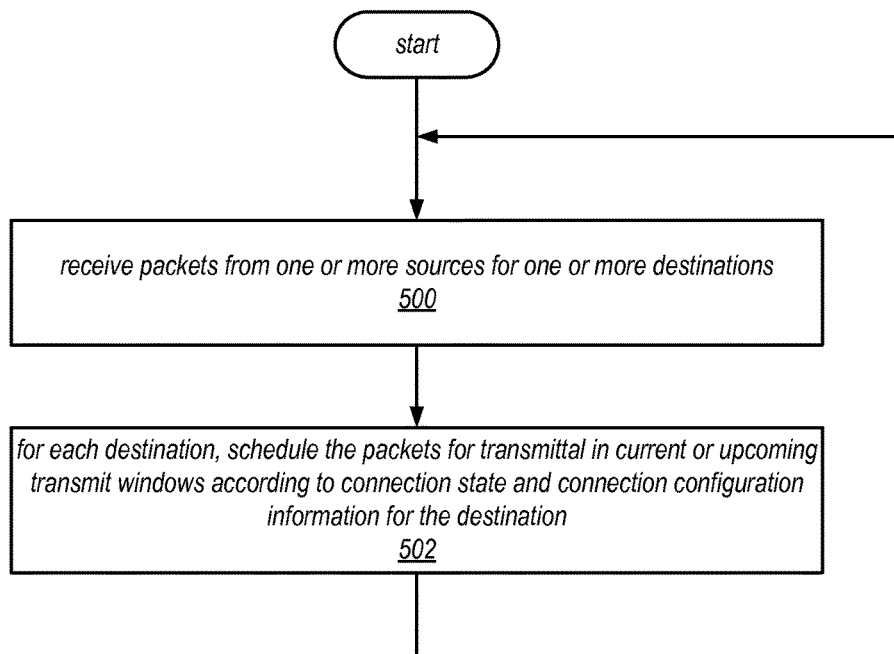 start
receive packets from one or more sources for one or more destinations
500
for each destination, schedule the packets for transmittal in current or upcoming
transmit windows according to connection state and connection configuration
information for the destination
502